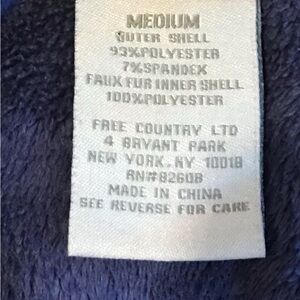 MEDIUM
OUTER SHELL
93%POLYESTER
7%SPANDEX
FAUX FUR INNER SHELL
100%POLYESTER
FREE COUNTRY LTD
4 BRYANT PARK
NEW YORK, NY 10018
RN#82608
MADE IN CHINA
SEE REVERSE FOR CARE